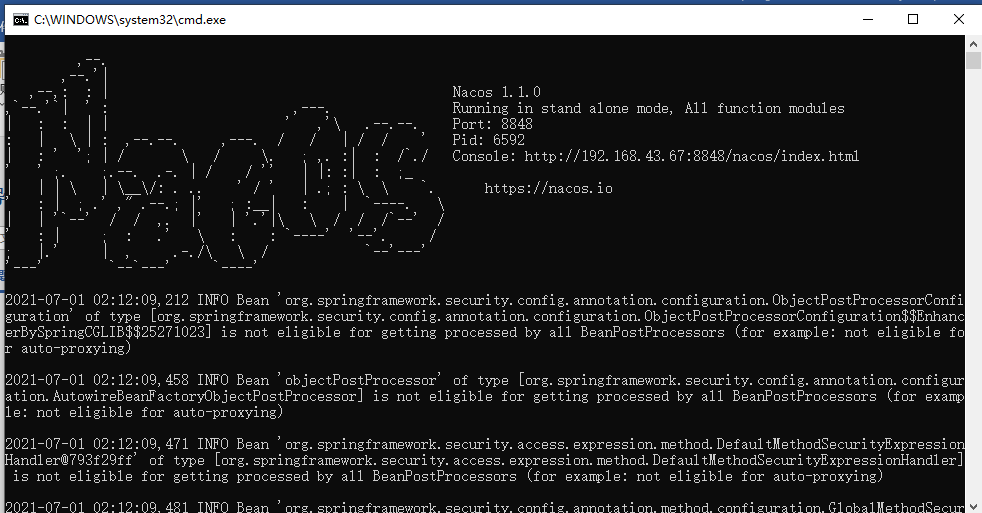 C:\WINDOWS\system32\cmd.exe
Nacos 1.1.0
Running in stand alone mode, All function modules
Port: 8848
Pid: 6592
Console: http://192.168.43.67:8848/nacos/index.html
https://nacos.io
2021-07-01 02:12:09,212 INFO Bean 'org.springframework.security.config.annotation.configuration.ObjectPostProcessorConfi
guration' of type [org.springframework.security.config.annotation.configuration.ObjectPostProcessorConfiguration$$Enhanc
erBySpringCGLIB$$25271023] is not eligible for getting processed by all BeanPostProcessors (for example: not eligible fo
r auto-proxying)
2021-07-01 02:12:09,458 INFO Bean 'objectPostProcessor' of type [org.springframework.security.config.annotation.configur
ation.AutowireBeanFactoryObjectPostProcessor] is not eligible for getting processed by all BeanPostProcessors (for examp
le: not eligible for auto-proxying)
2021-07-01 02:12:09,471 INFO Bean 'org.springframework.security.access.expression.method.DefaultMethodSecurityExpression
Handler@793f29ff' of type [org.springframework.security.access.expression.method.DefaultMethodSecurityExpressionHandler]
is not eligible for getting processed by all BeanPostProcessors (for example: not eligible for auto-proxying)
2021-07-01 02:12:09,481 INFO Bean 'org.springframework.security.config.annotation.method.configuration.GlobalMethodSecur